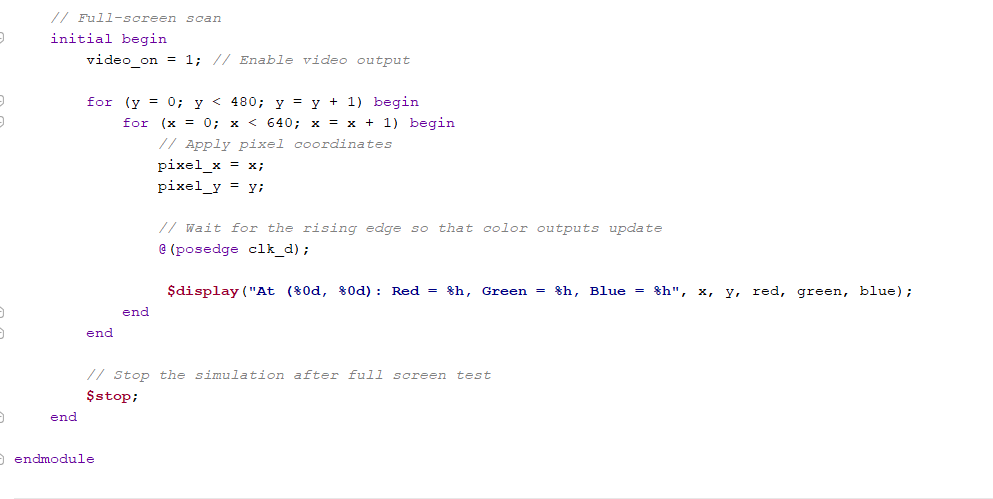 // Full-screen scan
initial begin
video_on = 1; // Enable video output
for (y = 0; y < 480; y = y + 1) begin
for (x = 0; x < 640; x = x + 1) begin
// Apply pixel coordinates
pixel_x = x;
pixel_y = y;
// Wait for the rising edge so that color outputs update
@(posedge clk_d);
$display("At (%0d, %0d): Red = %h, Green = %h, Blue = %h", x, y, red, green, blue);
end
end
// Stop the simulation after full screen test
$stop;
end
endmodule